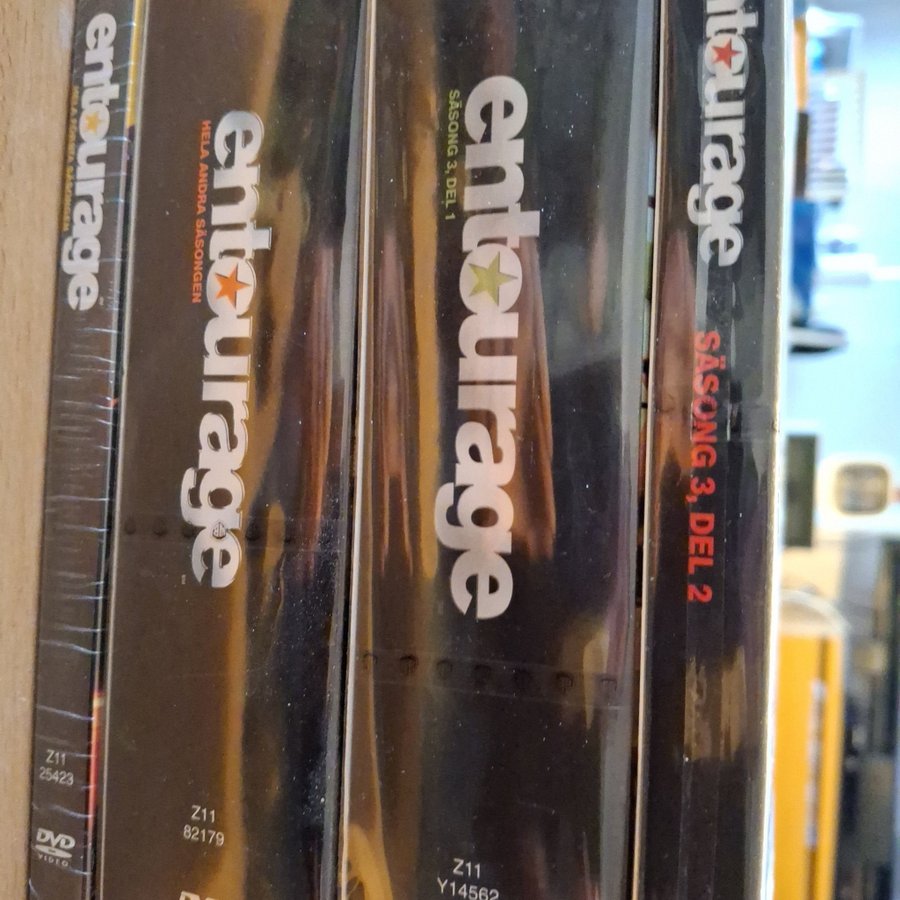 entourage
entourage
HELA ANDRA SÄSONGEN
entourage
SÄSONG 3, DEL 1
entourage
SÄSONG 3, DEL 2
Z11
25423
DVD
VIDEO
Z11
82179
Z11
Y14562